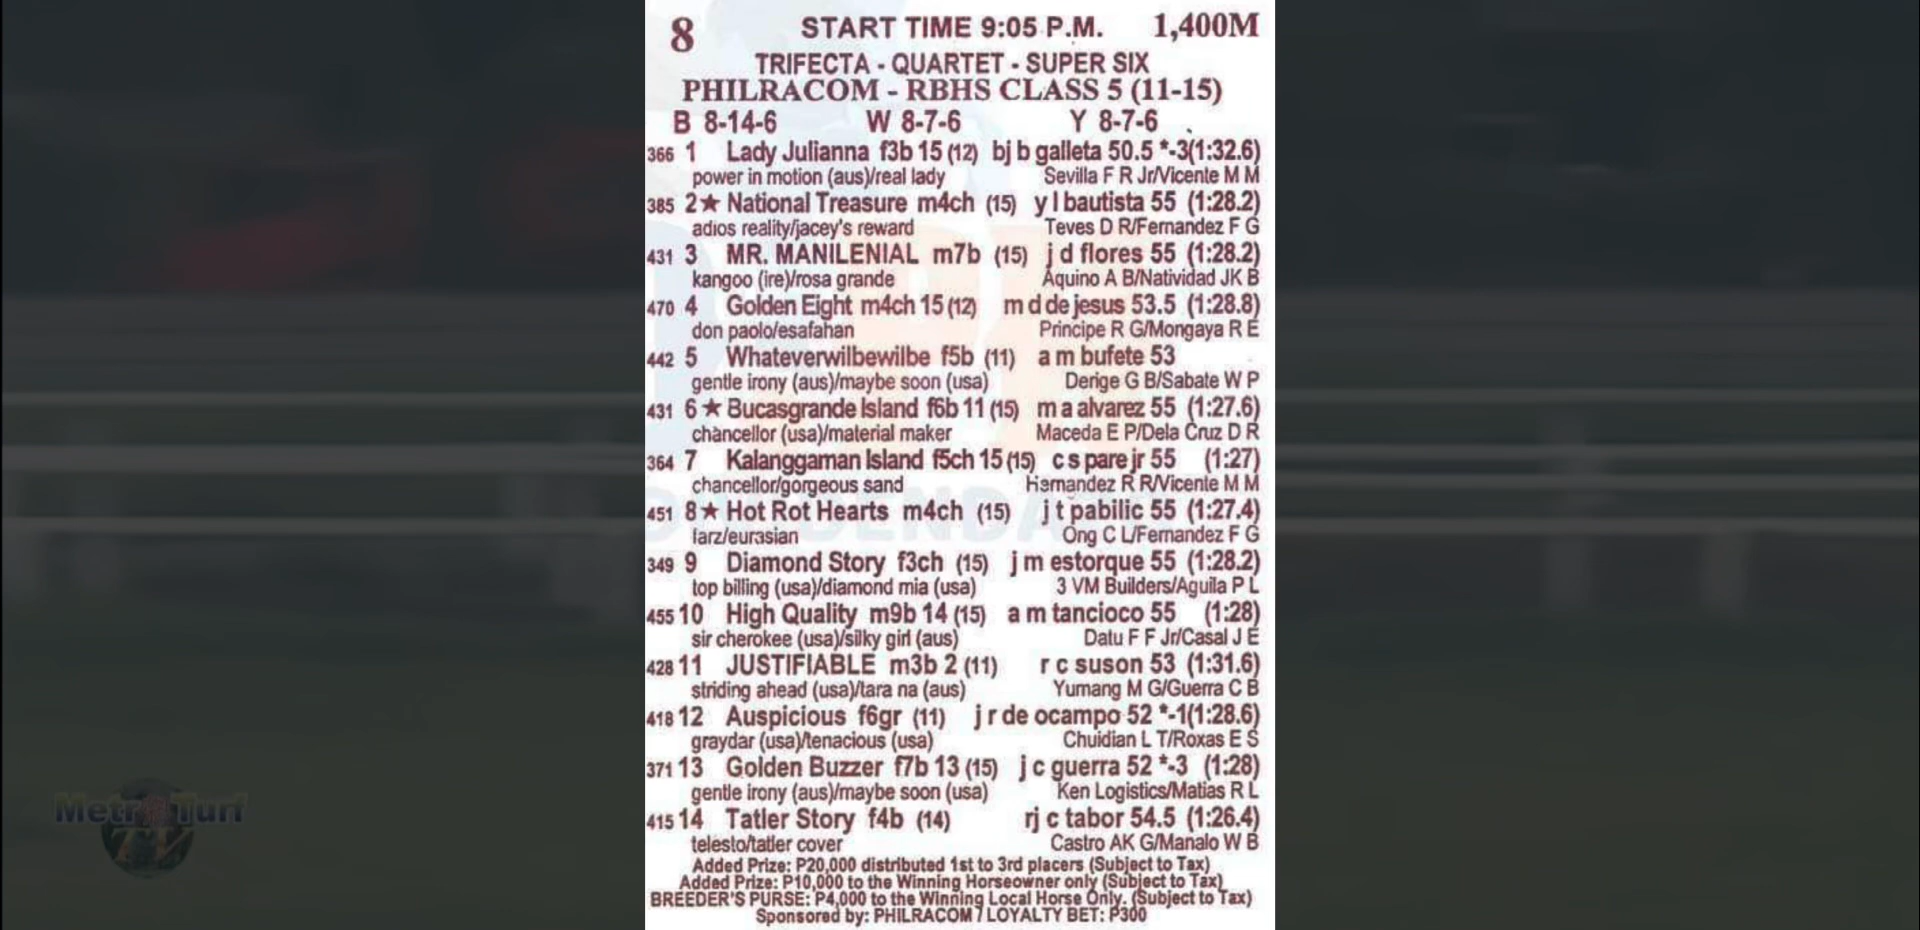 8 START TIME 9:05 P.M. 1,400M
TRIFECTA - QUARTET - SUPER SIX
PHILRACOM - RBHS CLASS 5 (11-15)
B 8-14-6 W 8-7-6 Y 8-7-6
366 1 Lady Julianna f3b 15 (12) bj b galleta 50.5 *-3(1:32.6)
power in motion (aus)/real lady Sevilla F R Jr/Vicente M M
385 2★ National Treasure m4ch (15) y l bautista 55 (1:28.2)
adios reality/jacey's reward Teves D R/Fernandez F G
431 3 MR. MANILENIAL m7b (15) j d flores 55 (1:28.2)
kangoo (ire)/rosa grande Aquino A B/Natividad JK B
470 4 Golden Eight m4ch 15 (12) m d de jesus 53.5 (1:28.8)
don paolo/esafahan Principe R G/Mongaya R E
442 5 Whateverwilbewilbe f5b (11) a m bufete 53
gentle irony (aus)/maybe soon (usa) Derige G B/Sabate W P
431 6★ Bucasgrande Island f6b 11 (15) m a alvarez 55 (1:27.6)
chancellor (usa)/material maker Maceda E P/Dela Cruz D R
364 7 Kalanggaman Island f5ch 15 (15) c s pare jr 55 (1:27)
chancellor/gorgeous sand Hernandez R R/Vicente M M
451 8★ Hot Rot Hearts m4ch (15) j t pabilic 55 (1:27.4)
farz/eurasian Ong C L/Fernandez F G
349 9 Diamond Story f3ch (15) j m estorque 55 (1:28.2)
top billing (usa)/diamond mia (usa) 3 VM Builders/Aguila P L
455 10 High Quality m9b 14 (15) a m tancioco 55 (1:28)
sir cherokee (usa)/silky girl (aus) Datu F F Jr/Casal J E
428 11 JUSTIFIABLE m3b 2 (11) r c suson 53 (1:31.6)
striding ahead (usa)/tara na (aus) Yumang M G/Guerra C B
418 12 Auspicious f6gr (11) j r de ocampo 52 *-1(1:28.6)
graydar (usa)/tenacious (usa) Chuidian L T/Roxas E S
371 13 Golden Buzzer f7b 13 (15) j c guerra 52 *-3 (1:28)
gentle irony (aus)/maybe soon (usa) Ken Logistics/Matias R L
415 14 Tatler Story f4b (14) rj c tabor 54.5 (1:26.4)
telesto/tatler cover Castro AK G/Manalo W B
Added Prize: P20,000 distributed 1st to 3rd placers (Subject to Tax)
Added Prize: P10,000 to the Winning Horseowner only (Subject to Tax)
BREEDER'S PURSE: P4,000 to the Winning Local Horse Only. (Subject to Tax)
Sponsored by: PHILRACOM / LOYALTY BET: P300
Metro Turf
TV